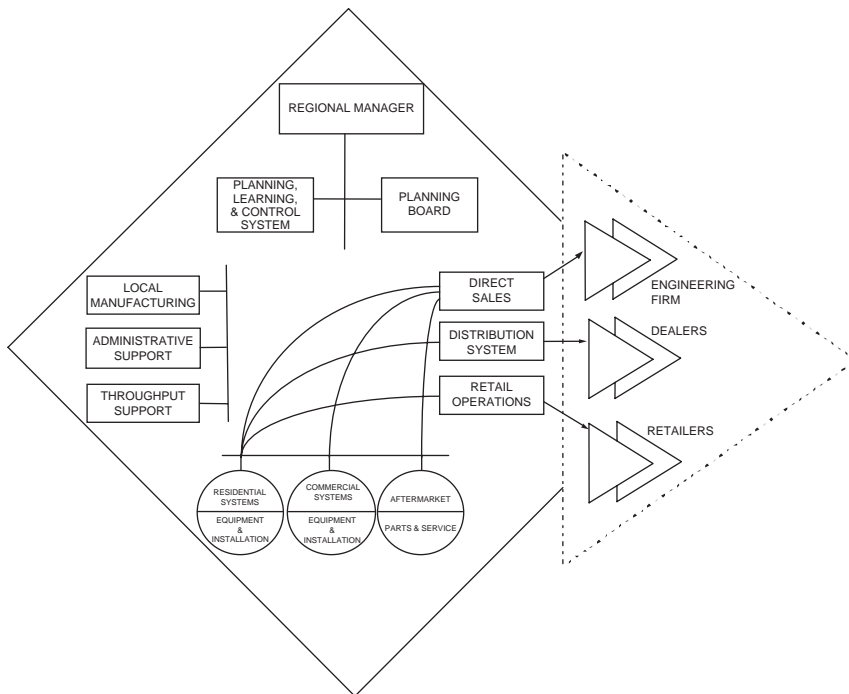 REGIONAL MANAGER
PLANNING,
LEARNING,
& CONTROL
SYSTEM
PLANNING
BOARD
LOCAL
MANUFACTURING
ADMINISTRATIVE
SUPPORT
THROUGHPUT
SUPPORT
DIRECT
SALES
DISTRIBUTION
SYSTEM
RETAIL
OPERATIONS
ENGINEERING
FIRM
DEALERS
RETAILERS
RESIDENTIAL
SYSTEMS
EQUIPMENT
&
INSTALLATION
COMMERCIAL
SYSTEMS
EQUIPMENT
&
INSTALLATION
AFTERMARKET
PARTS & SERVICE